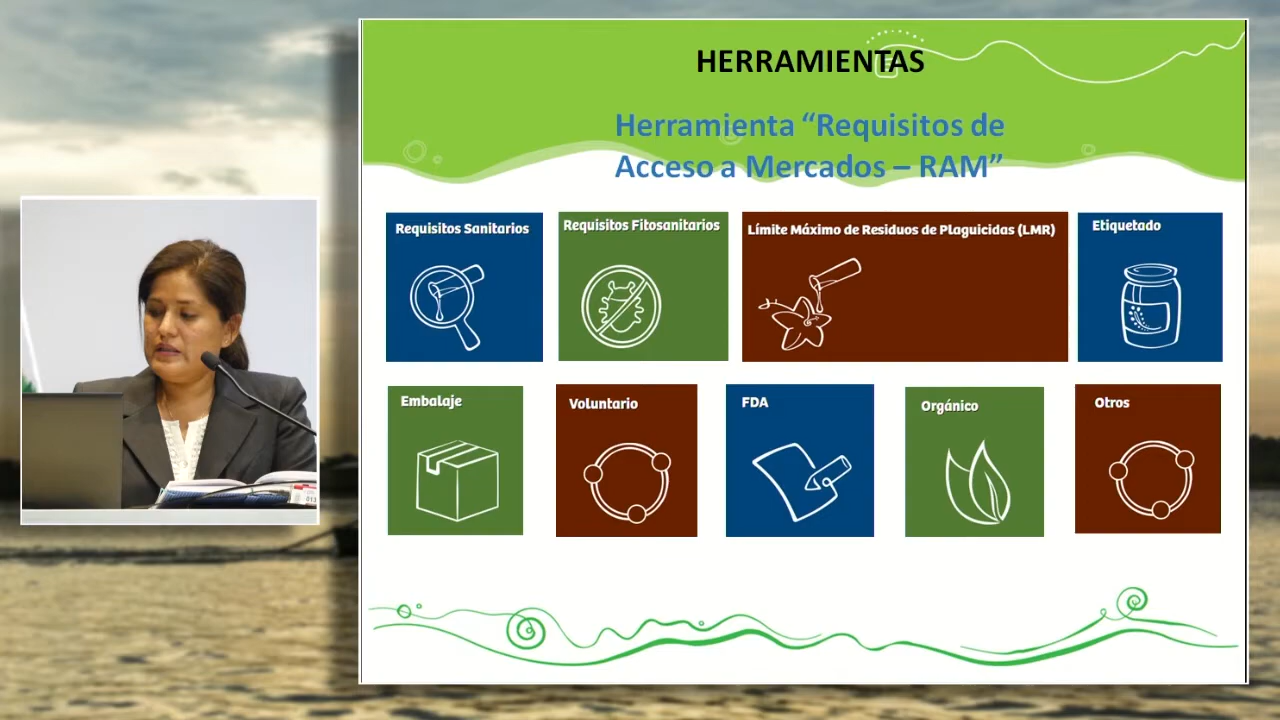 HERRAMIENTAS
Herramienta “Requisitos de
Acceso a Mercados – RAM”
Requisitos Sanitarios
Requisitos Fitosanitarios
Límite Máximo de Residuos de Plaguicidas (LMR)
Etiquetado
Embalaje
Voluntario
FDA
Orgánico
Otros
013